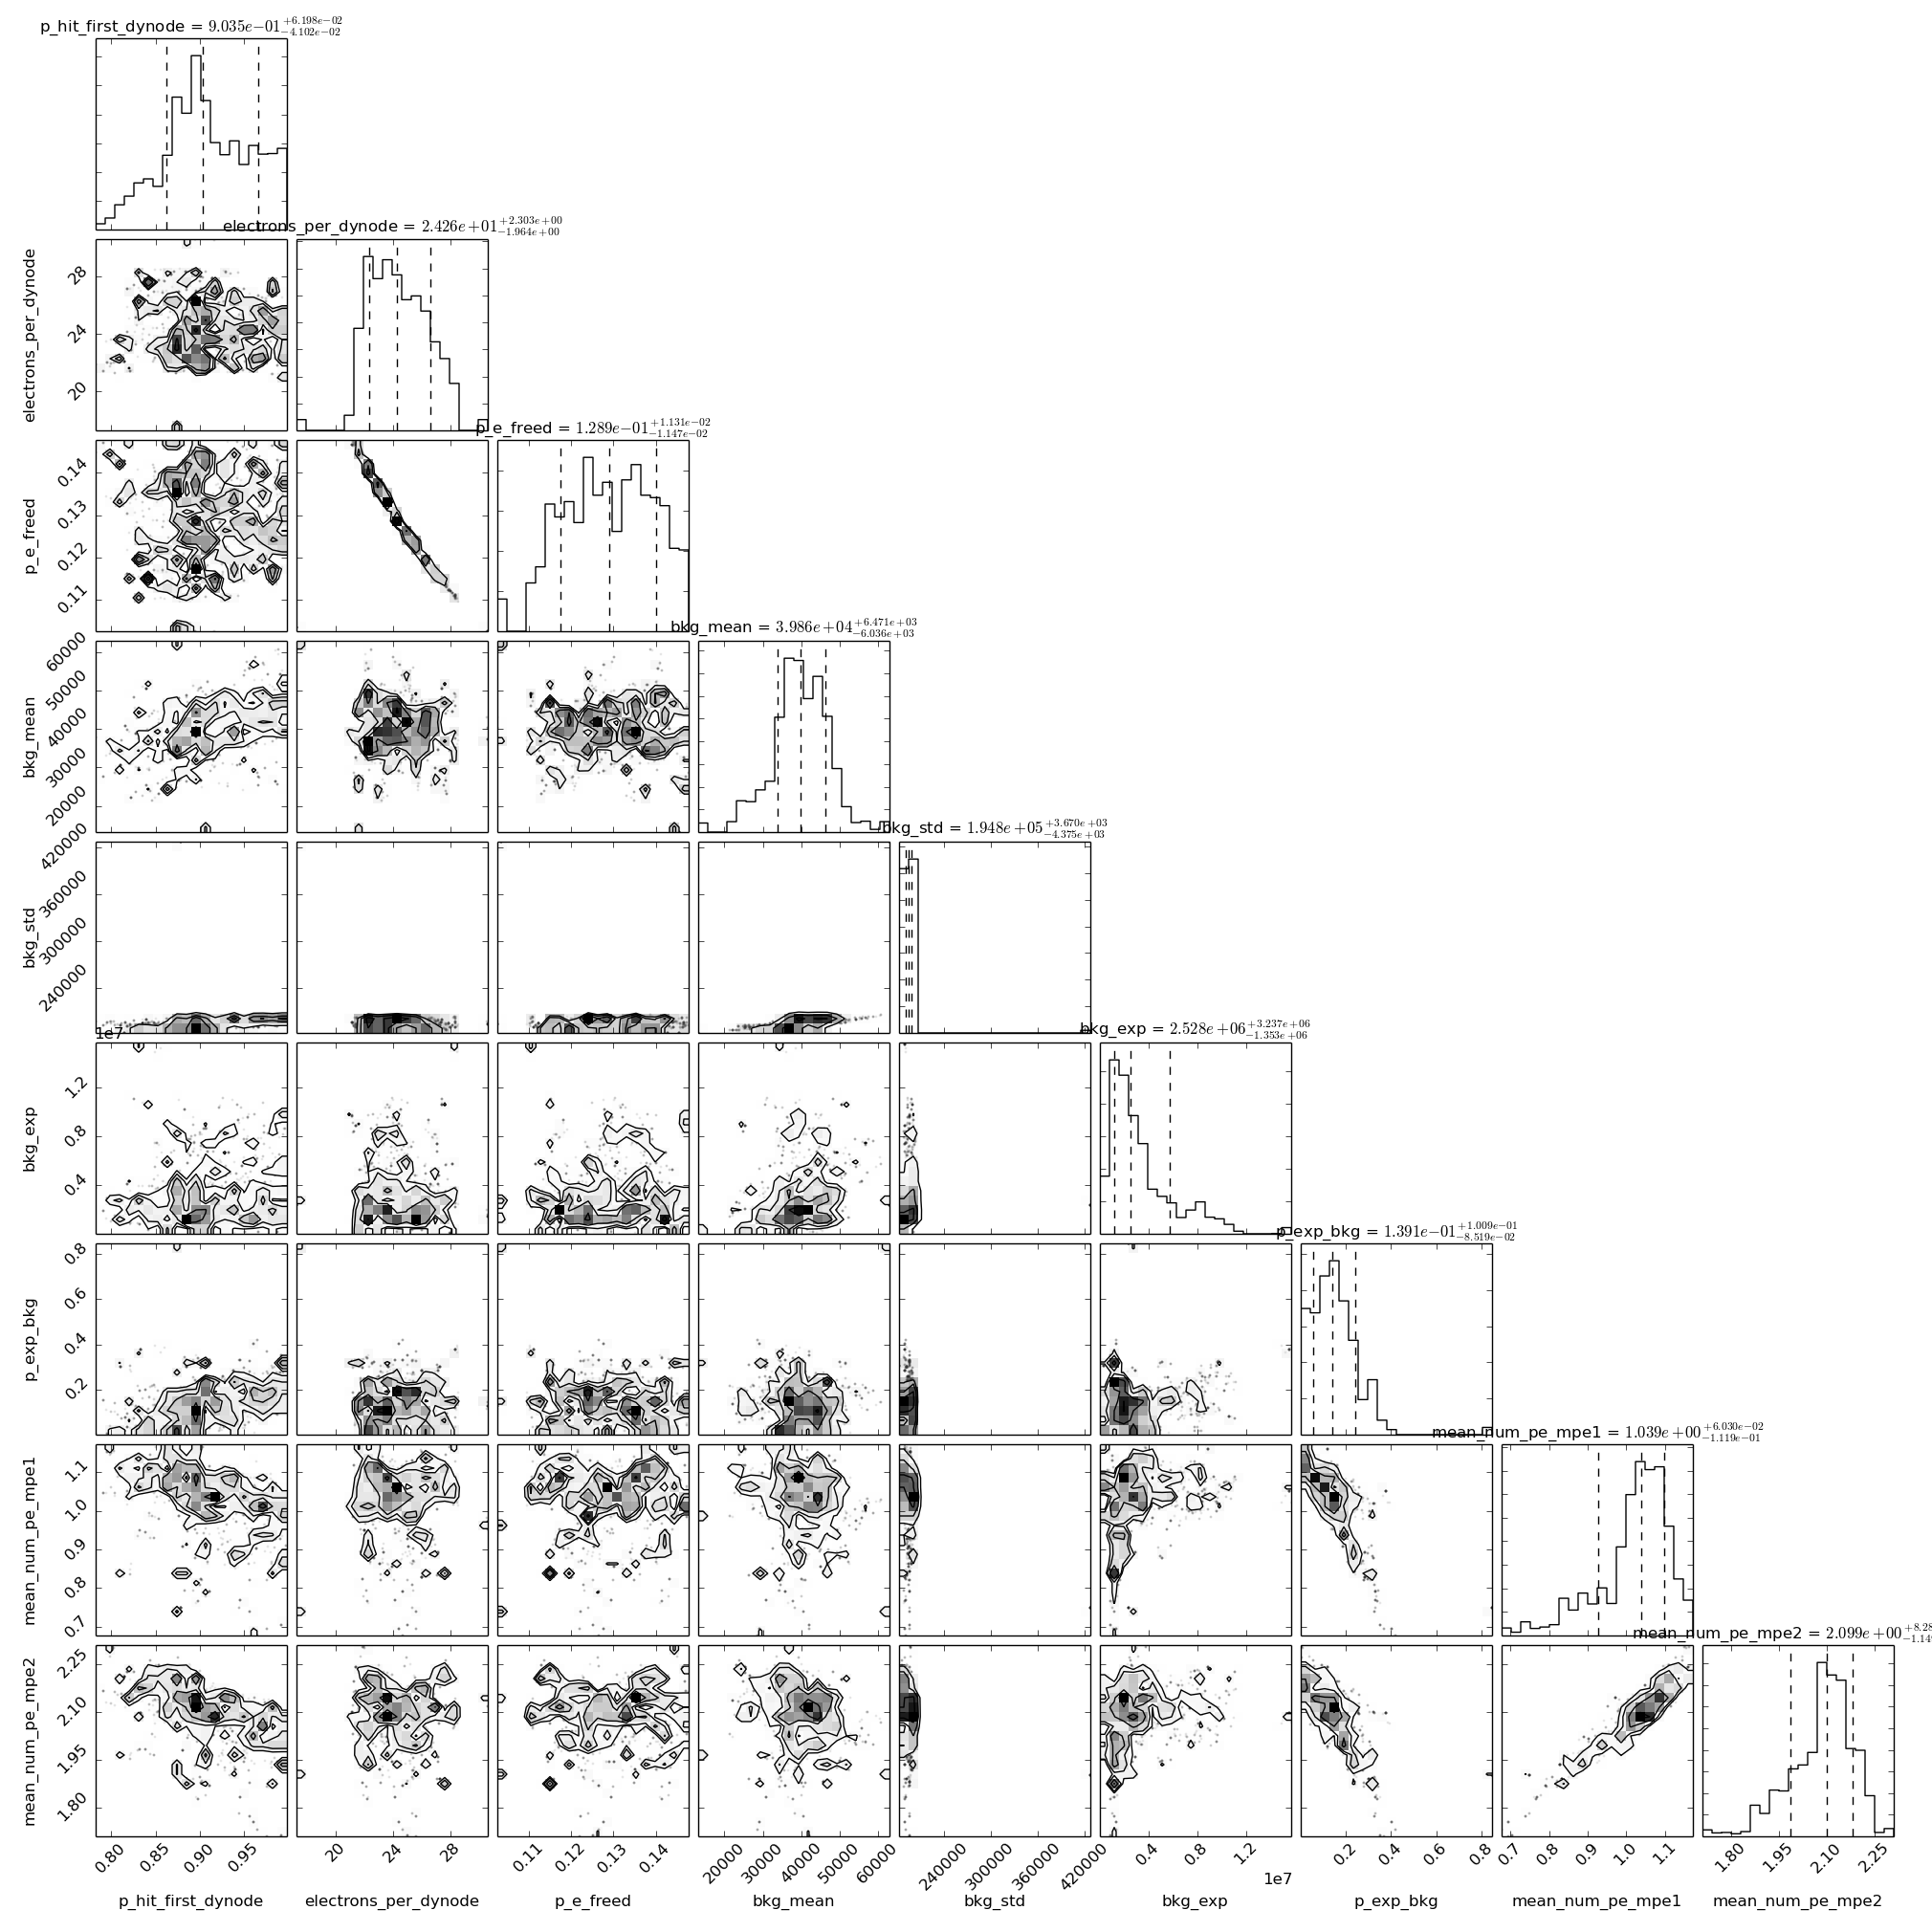 p_hit_first_dynode = 9.035e−01 +6.198e−02 −4.102e−02
electrons_per_dynode = 2.426e+01 +2.303e+00 −1.964e+00
electrons_per_dynode
28
24
20
p_e_freed = 1.289e−01 +1.131e−02 −1.147e−02
p_e_freed
0.14
0.13
0.12
0.11
bkg_mean = 3.986e+04 +6.471e+03 −6.036e+03
bkg_mean
60000
50000
40000
30000
20000
bkg_std = 1.948e+05 +3.670e+03 −4.375e+03
bkg_std
420000
360000
300000
240000
1e7
bkg_exp = 2.528e+06 +3.237e+06 −1.353e+06
bkg_exp
1.2
0.8
0.4
p_exp_bkg = 1.391e−01 +1.009e−01 −8.519e−02
p_exp_bkg
0.8
0.6
0.4
0.2
mean_num_pe_mpe1 = 1.039e+00 +6.030e−02 −1.119e−01
mean_num_pe_mpe1
1.1
1.0
0.9
0.8
0.7
mean_num_pe_mpe2 = 2.099e+00 +8.28 −1.14
mean_num_pe_mpe2
2.25
2.10
1.95
1.80
0.80 0.85 0.90 0.95
20 24 28
0.11 0.12 0.13 0.14
20000 30000 40000 50000 60000
240000 300000 360000 420000
0.4 0.8 1.2
1e7
0.2 0.4 0.6 0.8
0.7 0.8 0.9 1.0 1.1
1.80 1.95 2.10 2.25
p_hit_first_dynode electrons_per_dynode p_e_freed bkg_mean bkg_std bkg_exp p_exp_bkg mean_num_pe_mpe1 mean_num_pe_mpe2